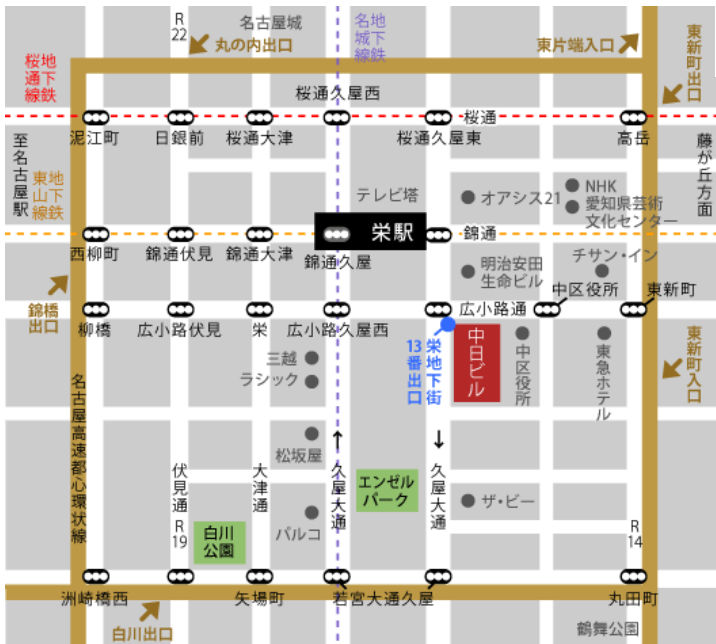 R
22
名古屋城
名地
城下
線鉄
丸の内出口
東片端入口
東新町出口
桜地
通下
線鉄
桜通久屋西
桜通
泥江町
日銀前
桜通大津
桜通久屋東
高岳
至名古屋駅
藤が丘方面
東地
山下
線鉄
テレビ塔
オアシス21
NHK
愛知県芸術
文化センター
栄駅
錦通
西柳町
錦通伏見
錦通大津
錦通久屋
明治安田
生命ビル
チサン・イン
中区役所
東新町
錦橋
出口
広小路通
柳橋
広小路伏見
栄
広小路久屋西
栄地下街
13番出口
中日ビル
中区役所
東急ホテル
東新町入口
三越
ラシック
名古屋高速都心環状線
松坂屋
↑
↓
伏見通
R
19
大津通
久屋大通
エンゼル
パーク
久屋大通
ザ・ビー
白川
公園
パルコ
R
14
洲崎橋西
矢場町
若宮大通久屋
丸田町
白川出口
鶴舞公園